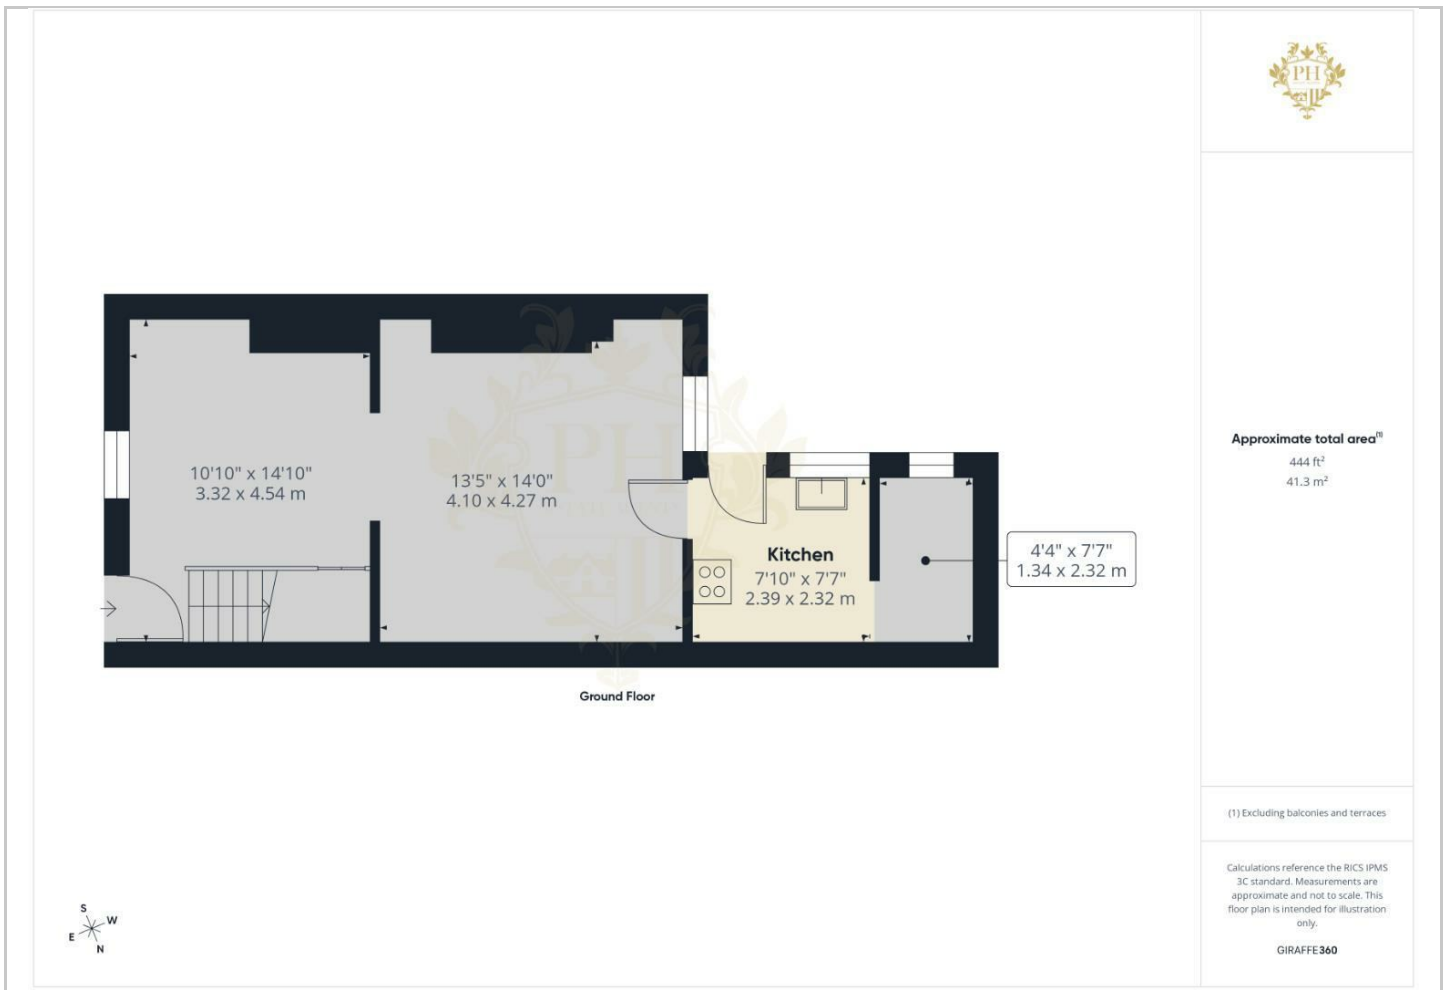 PH
Approximate total area(1)
444 ft²
41.3 m²
10'10" x 14'10"
3.32 x 4.54 m
13'5" x 14'0"
4.10 x 4.27 m
PH
Kitchen
7'10" x 7'7"
2.39 x 2.32 m
4'4" x 7'7"
1.34 x 2.32 m
Ground Floor
(1) Excluding balconies and terraces
Calculations reference the RICS IPMS
3C standard. Measurements are
approximate and not to scale. This
floor plan is intended for illustration
only.
GIRAFFE360
S
W
E
N